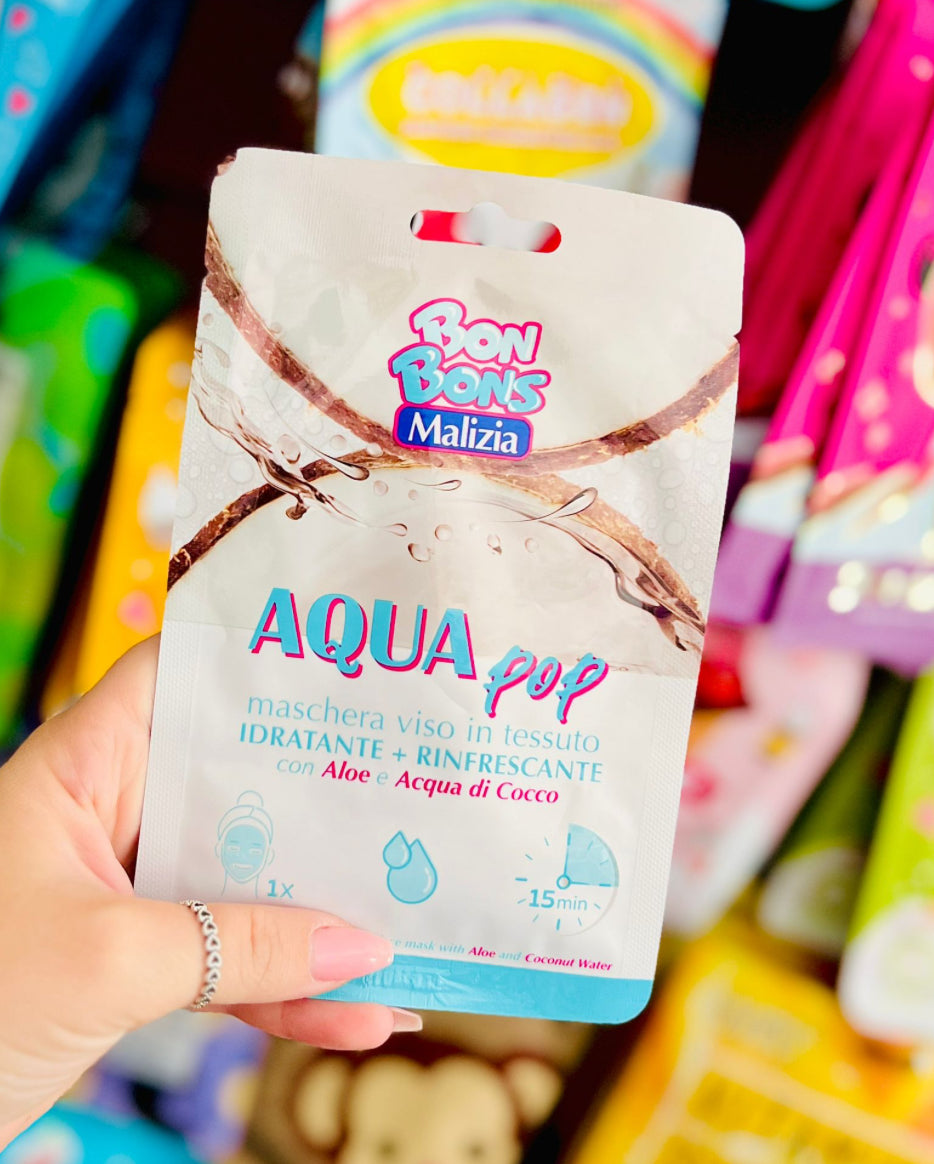 BON
BONS
Malizia
AQUA pop
maschera viso in tessuto
IDRATANTE + RINFRESCANTE
con Aloe e Acqua di Cocco
1x
15min
mask with Aloe and Coconut Water